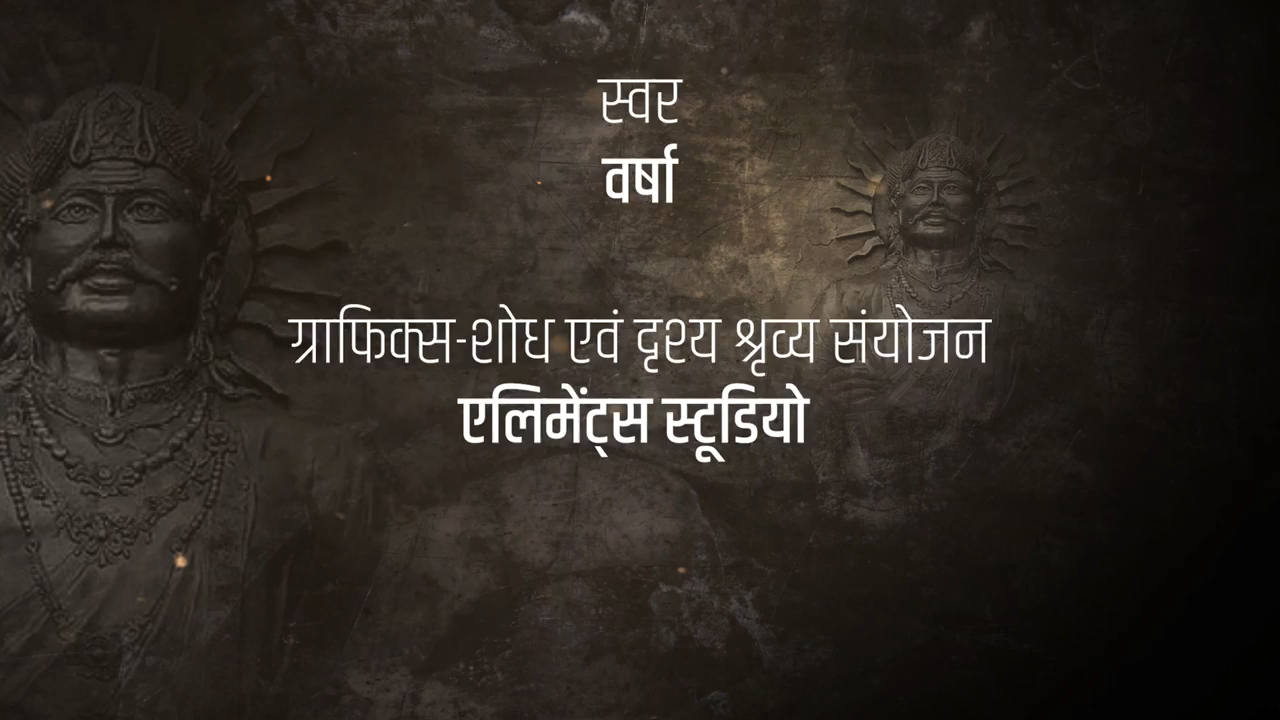 स्वर
वर्षा
ग्राफिक्स-शोध एवं दृश्य श्रृव्य संयोजन
एलिमेंट्स स्टूडियो